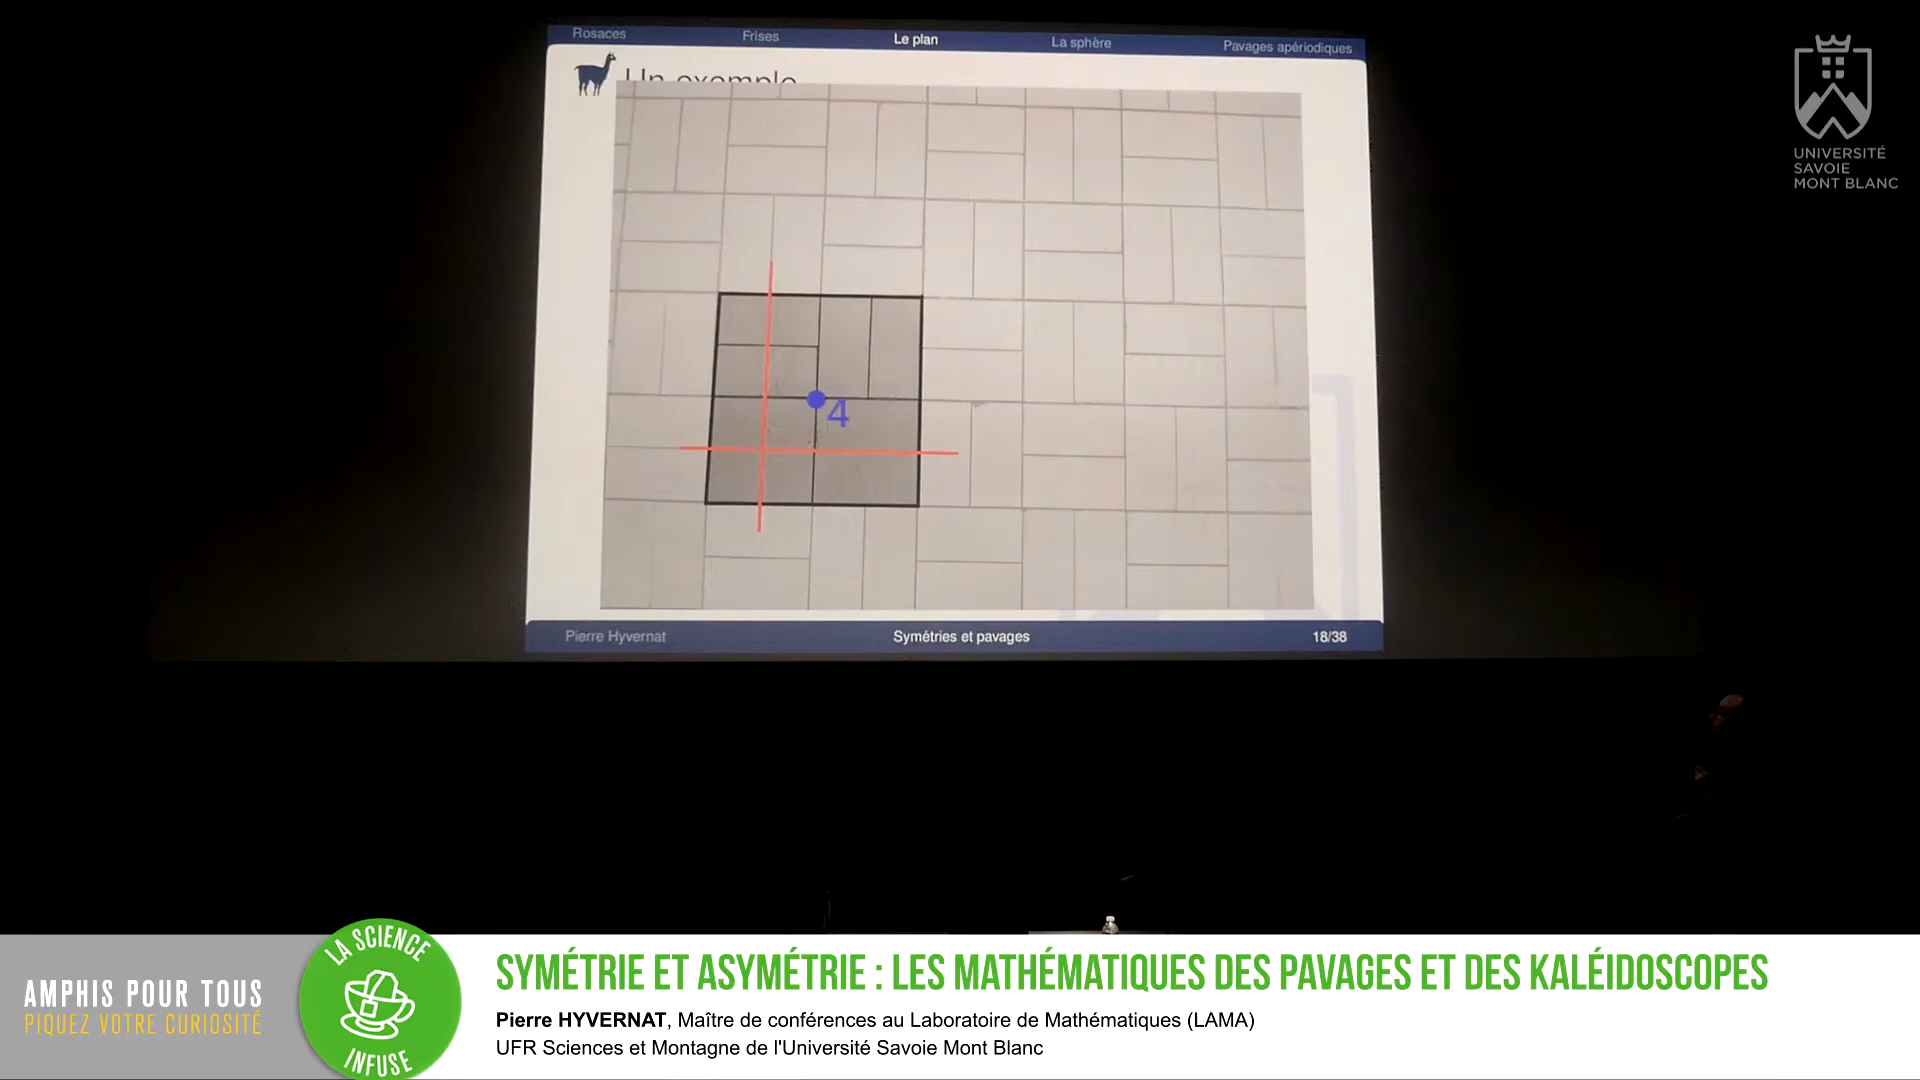 Rosaces
Frises
Le plan
La sphère
Pavages apériodiques
Un exemple
4
Pierre Hyvernat
Symétries et pavages
18/38
UNIVERSITÉ
SAVOIE
MONT BLANC
AMPHIS POUR TOUS
PIQUEZ VOTRE CURIOSITÉ
LA SCIENCE
INFUSE
SYMÉTRIE ET ASYMÉTRIE : LES MATHÉMATIQUES DES PAVAGES ET DES KALÉIDOSCOPES
Pierre HYVERNAT, Maître de conférences au Laboratoire de Mathématiques (LAMA)
UFR Sciences et Montagne de l'Université Savoie Mont Blanc